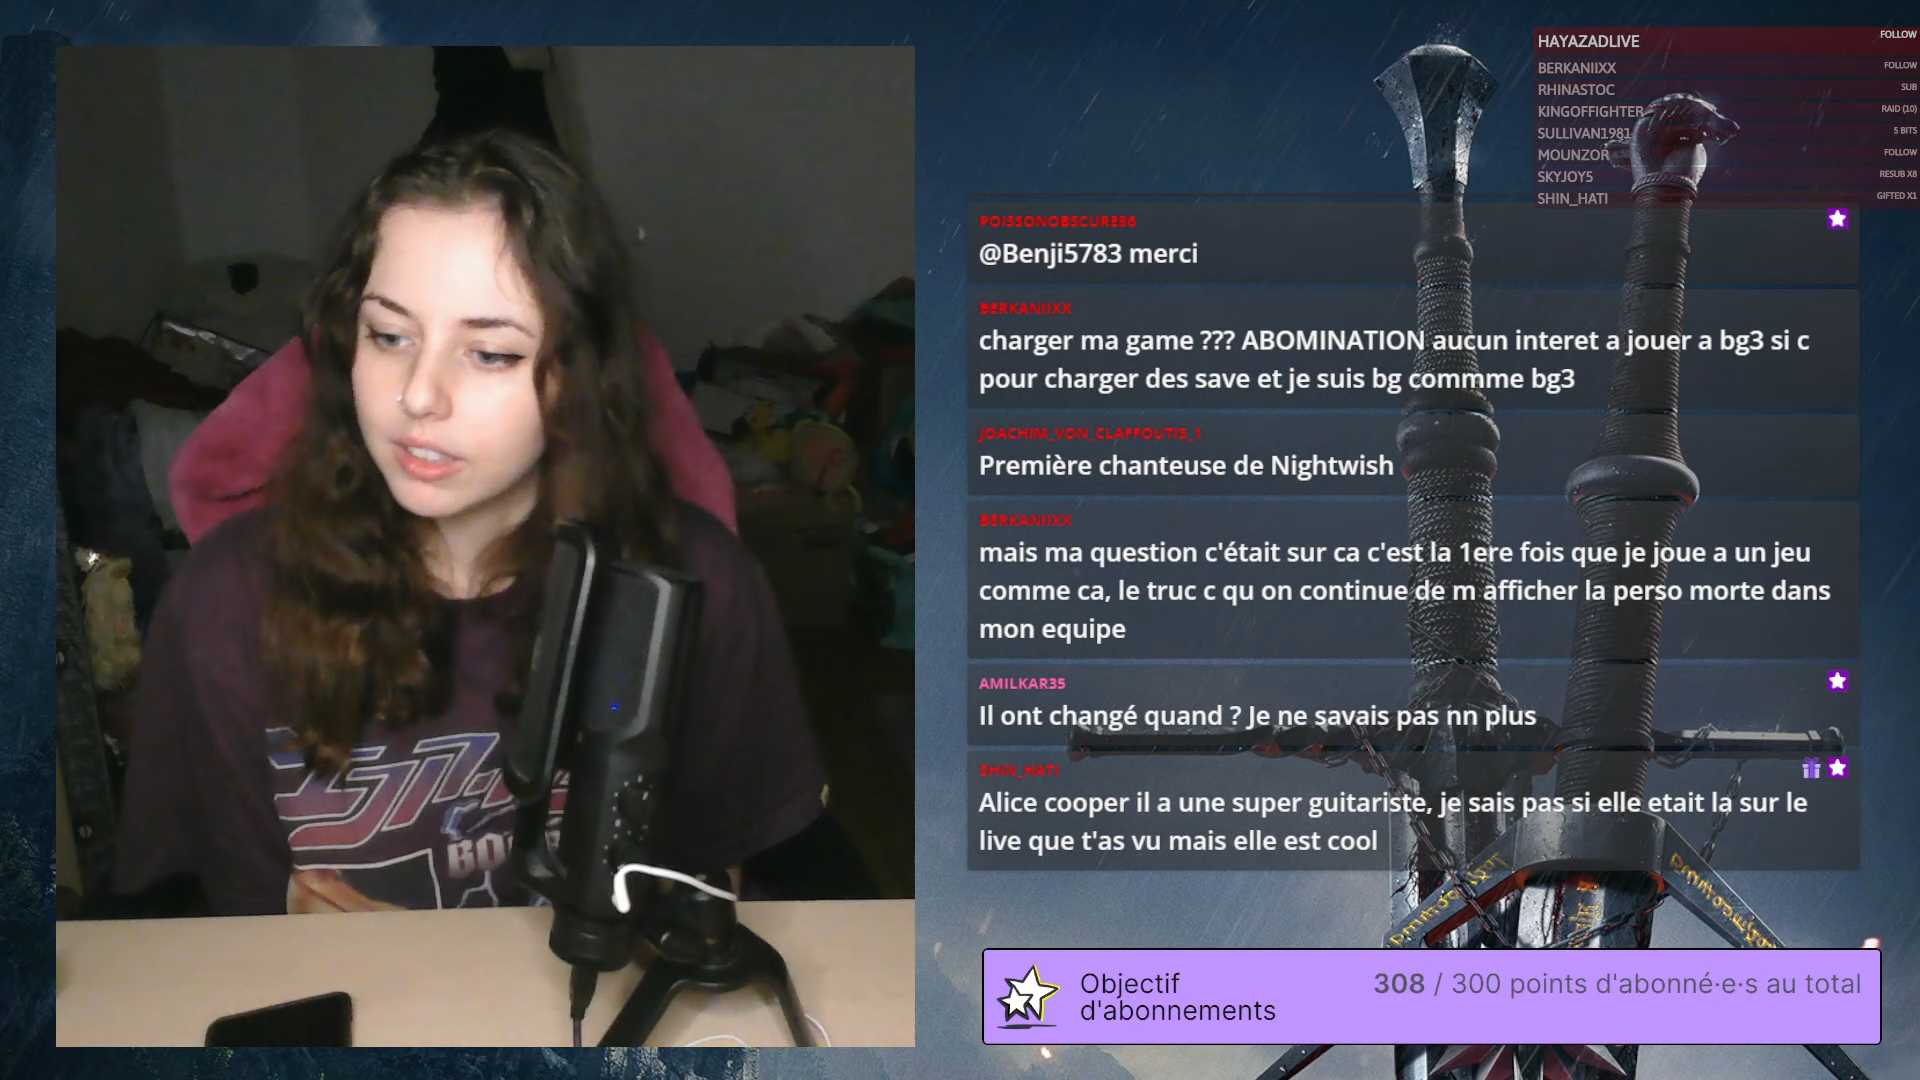 HAYAZADLIVE FOLLOW
BERKANIIXX FOLLOW
RHINASTOC SUB
KINGOFFIGHTER RAID (10)
SULLIVAN1981 5 BITS
MOUNZOR FOLLOW
SKYJOY5 RESUB X8
SHIN_HATI GIFTED X1
POISSONOBSCURE86
@Benji5783 merci
BERKANIIXX
charger ma game ??? ABOMINATION aucun interet a jouer a bg3 si c
pour charger des save et je suis bg commme bg3
JOACHIM_VON_CLAFFOUTIS_1
Première chanteuse de Nightwish
BERKANIIXX
mais ma question c'était sur ca c'est la 1ere fois que je joue a un jeu
comme ca, le truc c qu on continue de m afficher la perso morte dans
mon equipe
AMILKAR35
Il ont changé quand ? Je ne savais pas nn plus
SHIN_HATI
Alice cooper il a une super guitariste, je sais pas si elle etait la sur le
live que t'as vu mais elle est cool
Objectif
d'abonnements
308 / 300 points d'abonné·e·s au total